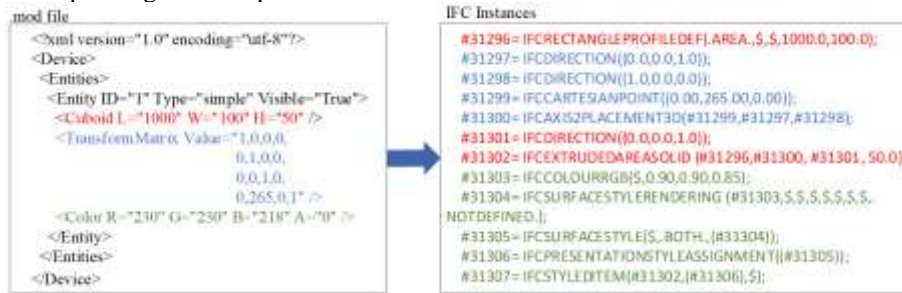 mod file
<?xml version="1.0" encoding="utf-8"?>
<Device>
<Entities>
<Entity ID="1" Type="simple" Visible="True">
<Cuboid L="1000" W="100" H="50" />
<TransformMatrix Value="1,0,0,0,
0,1,0,0,
0,0,1,0,
0,265,0,1" />
<Color R="230" G="230" B="218" A="0" />
</Entity>
</Entities>
</Device>
IFC Instances
#31296= IFCRECTANGLEPROFILEDEF(.AREA.,$,$,1000.0,100.0);
#31297= IFCDIRECTION((0.0,0.0,1.0));
#31298= IFCDIRECTION((1.0,0.0,0.0));
#31299= IFCCARTESIANPOINT((0.00,265.00,0.00));
#31300= IFCAXIS2PLACEMENT3D(#31299,#31297,#31298);
#31301= IFCDIRECTION((0.0,0.0,1.0));
#31302= IFCEXTRUDEDAREASOLID (#31296,#31300, #31301, 50.0)
#31303= IFCCOLOURRGB($,0.90,0.90,0.85);
#31304= IFCSURFACESTYLERENDERING (#31303,$,$,$,$,$,$,$,.
NOTDEFINED.);
#31305= IFCSURFACESTYLE($,.BOTH.,(#31304));
#31306= IFCPRESENTATIONSTYLEASSIGNMENT((#31305));
#31307= IFCSTYLEDITEM(#31302,(#31306),$);